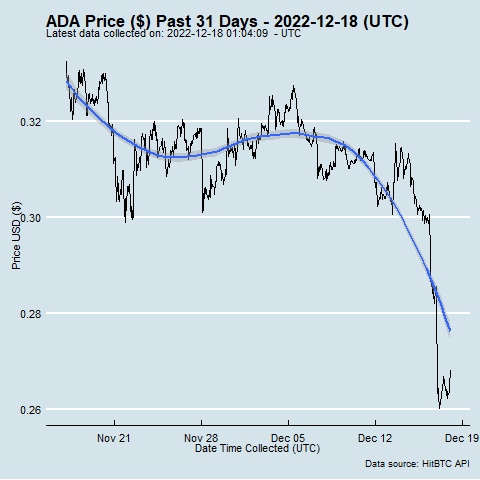 ADA Price ($) Past 31 Days - 2022-12-18 (UTC)
Latest data collected on: 2022-12-18 01:04:09 - UTC
0.32
0.30
0.28
0.26
Price USD ($)
Nov 21 Nov 28 Dec 05 Dec 12 Dec 19
Date Time Collected (UTC)
Data source: HitBTC API